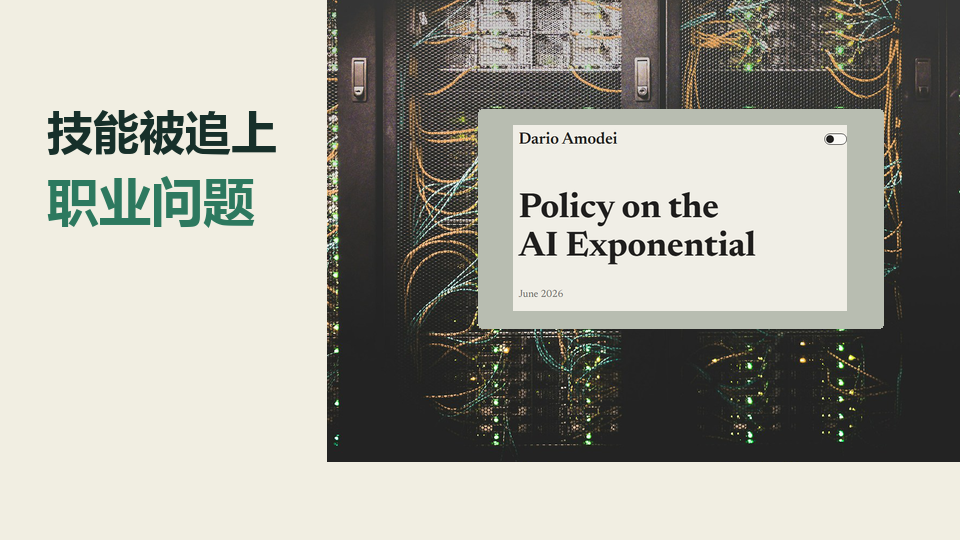 技能被追上
职业问题
Dario Amodei
Policy on the
AI Exponential
June 2026